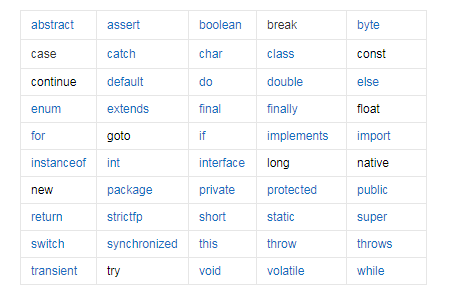 abstract assert boolean break byte
case catch char class const
continue default do double else
enum extends final finally float
for goto if implements import
instanceof int interface long native
new package private protected public
return strictfp short static super
switch synchronized this throw throws
transient try void volatile while